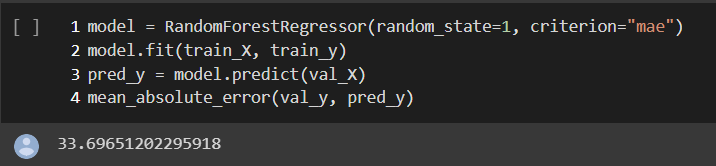 [ ] 1 model = RandomForestRegressor(random_state=1, criterion="mae")
2 model.fit(train_X, train_y)
3 pred_y = model.predict(val_X)
4 mean_absolute_error(val_y, pred_y)
33.69651202295918